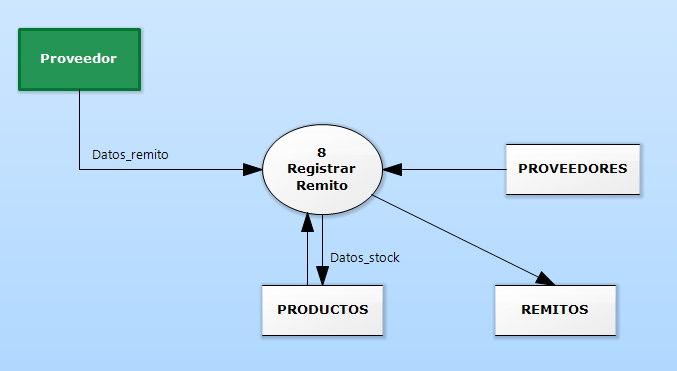 Proveedor
Datos_remito
8
Registrar
Remito
PROVEEDORES
Datos_stock
PRODUCTOS
REMITOS